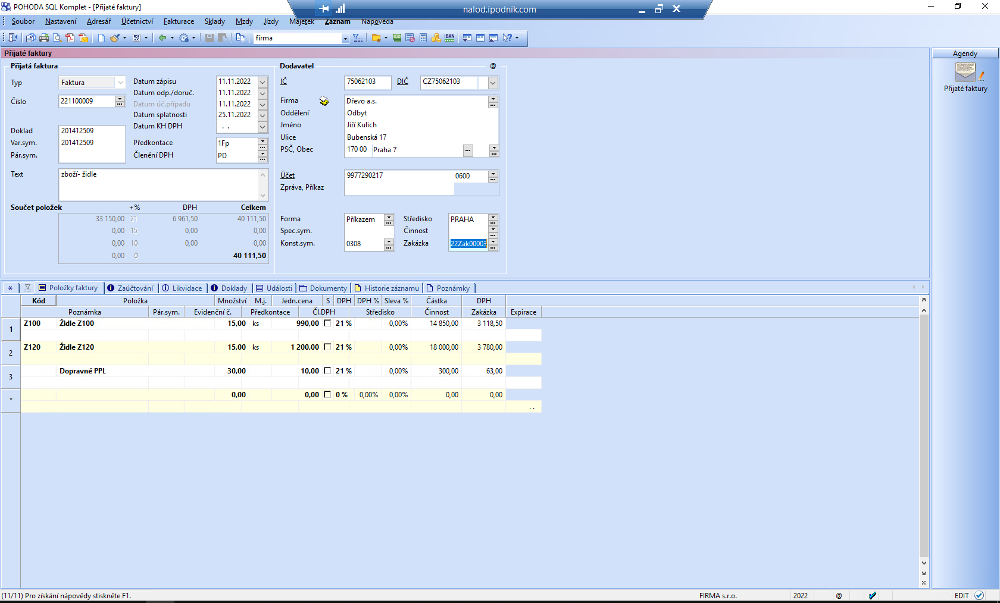 POHODA SQL Komplet - [Přijaté faktury]
nalod.ipodnik.com
Soubor Nastavení Adresář Účetnictví Fakturace Sklady Mzdy Jízdy Majetek Záznam Nápověda
firma
IBAN
Přijaté faktury
Agendy
Přijaté faktury
Přijatá faktura
Typ Faktura
Číslo 221100009
Datum zápisu 11.11.2022
Datum odp./doruč. 11.11.2022
Datum úč.případu 11.11.2022
Datum splatnosti 25.11.2022
Datum KH DPH . .
Doklad 201412509
Var.sym. 201412509
Pár.sym.
Předkontace 1Fp
Členění DPH PD
Text zboží- židle
Součet položek +% DPH Celkem
33 150,00 21 6 961,50 40 111,50
0,00 15 0,00 0,00
0,00 10 0,00 0,00
0,00 0 40 111,50
Dodavatel @
IČ 75062103 DIČ CZ75062103
Firma Dřevo a.s.
Oddělení Odbyt
Jméno Jiří Kulich
Ulice Bubenská 17
PSČ, Obec 170 00 Praha 7
Účet 9977290217 0600
Zpráva, Příkaz
Forma Příkazem Středisko PRAHA
Spec.sym. Činnost
Konst.sym. 0308 Zakázka 22Zak00003
* Položky faktury Zaúčtování Likvidace Doklady Události Dokumenty Historie záznamu Poznámky
Kód Položka Množství M.j. Jedn.cena S DPH DPH % Sleva % Částka DPH
Poznámka Pár.sym. Evidenční č. Předkontace Čl.DPH Středisko Činnost Zakázka Expirace
1 Z100 Židle Z100 15,00 ks 990,00 21 % 0,00% 14 850,00 3 118,50
2 Z120 Židle Z120 15,00 ks 1 200,00 21 % 0,00% 18 000,00 3 780,00
3 Dopravné PPL 30,00 10,00 21 % 0,00% 300,00 63,00
* 0,00 0,00 0 % 0,00% 0,00% 0,00 0,00
. .
(11/11) Pro získání nápovědy stiskněte F1. FIRMA s.r.o. 2022 @ EDIT